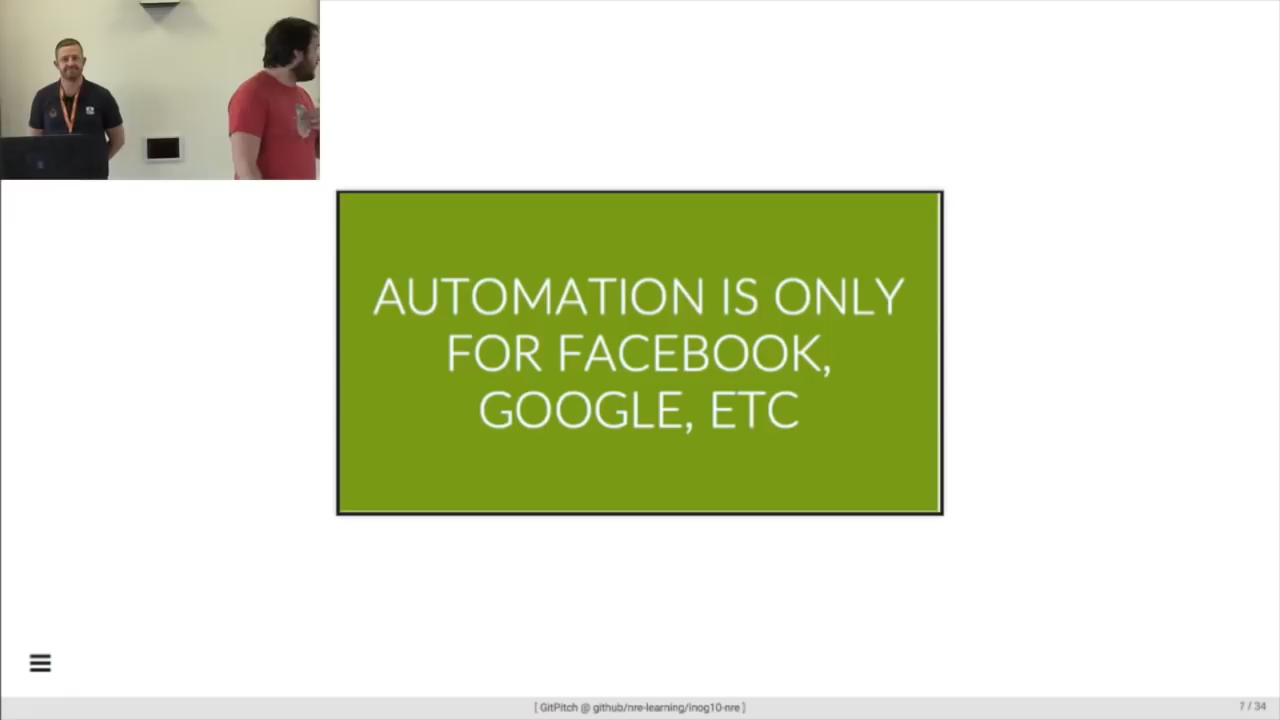 AUTOMATION IS ONLY
FOR FACEBOOK,
GOOGLE, ETC
[ GitPitch @ github/nre-learning/inog10-nre ]
7 / 34